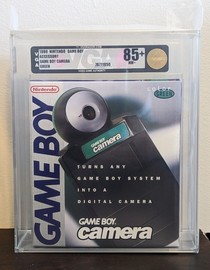 VGA
1998 NINTENDO GAME BOY
ACCESSORY
GAME BOY CAMERA
GREEN
85+
NM+
Nintendo
GREEN
GAME BOY
TURNS ANY
GAME BOY SYSTEM
INTO A
DIGITAL CAMERA
GAME BOY
camera